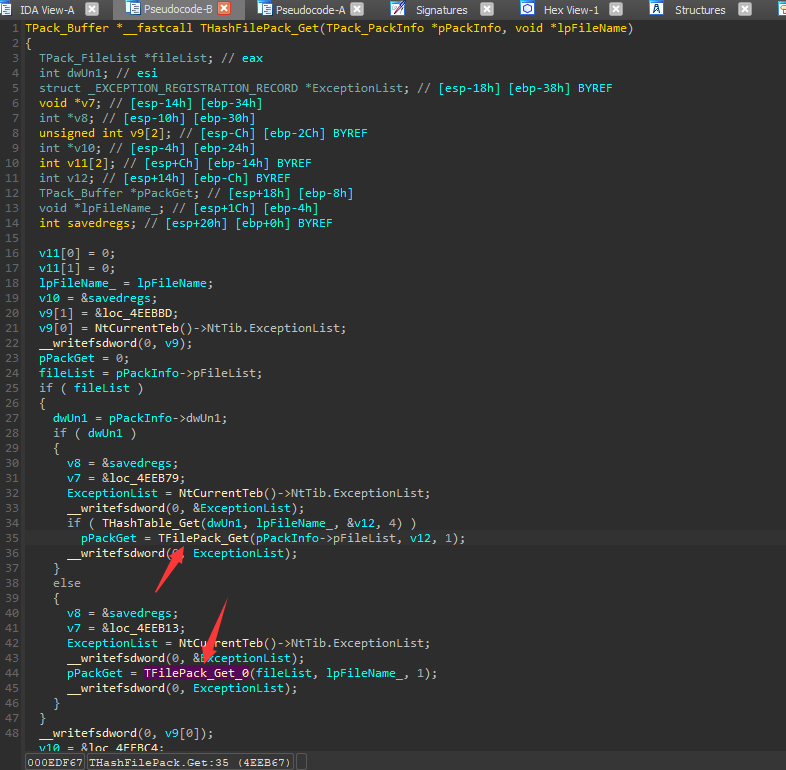 IDA View-A Pseudocode-B Pseudocode-A Signatures Hex View-1 Structures
1 TPack_Buffer *__fastcall THashFilePack_Get(TPack_PackInfo *pPackInfo, void *lpFileName)
2 {
3 TPack_FileList *fileList; // eax
4 int dwUn1; // esi
5 struct _EXCEPTION_REGISTRATION_RECORD *ExceptionList; // [esp-18h] [ebp-38h] BYREF
6 void *v7; // [esp-14h] [ebp-34h]
7 int *v8; // [esp-10h] [ebp-30h]
8 unsigned int v9[2]; // [esp-Ch] [ebp-2Ch] BYREF
9 int *v10; // [esp-4h] [ebp-24h]
10 int v11[2]; // [esp+Ch] [ebp-14h] BYREF
11 int v12; // [esp+14h] [ebp-Ch] BYREF
12 TPack_Buffer *pPackGet; // [esp+18h] [ebp-8h]
13 void *lpFileName_; // [esp+1Ch] [ebp-4h]
14 int savedregs; // [esp+20h] [ebp+0h] BYREF
15
16 v11[0] = 0;
17 v11[1] = 0;
18 lpFileName_ = lpFileName;
19 v10 = &savedregs;
20 v9[1] = &loc_4EEBBD;
21 v9[0] = NtCurrentTeb()->NtTib.ExceptionList;
22 __writefsdword(0, v9);
23 pPackGet = 0;
24 fileList = pPackInfo->pFileList;
25 if ( fileList )
26 {
27 dwUn1 = pPackInfo->dwUn1;
28 if ( dwUn1 )
29 {
30 v8 = &savedregs;
31 v7 = &loc_4EEB79;
32 ExceptionList = NtCurrentTeb()->NtTib.ExceptionList;
33 __writefsdword(0, &ExceptionList);
34 if ( THashTable_Get(dwUn1, lpFileName_, &v12, 4) )
35 pPackGet = TFilePack_Get(pPackInfo->pFileList, v12, 1);
36 __writefsdword(0, ExceptionList);
37 }
38 else
39 {
40 v8 = &savedregs;
41 v7 = &loc_4EEB13;
42 ExceptionList = NtCurrentTeb()->NtTib.ExceptionList;
43 __writefsdword(0, &ExceptionList);
44 pPackGet = TFilePack_Get_0(fileList, lpFileName_, 1);
45 __writefsdword(0, ExceptionList);
46 }
47 }
48 __writefsdword(0, v9[0]);
v10 = &loc_4EEBC4;
000EDF67 THashFilePack.Get:35 (4EEB67)